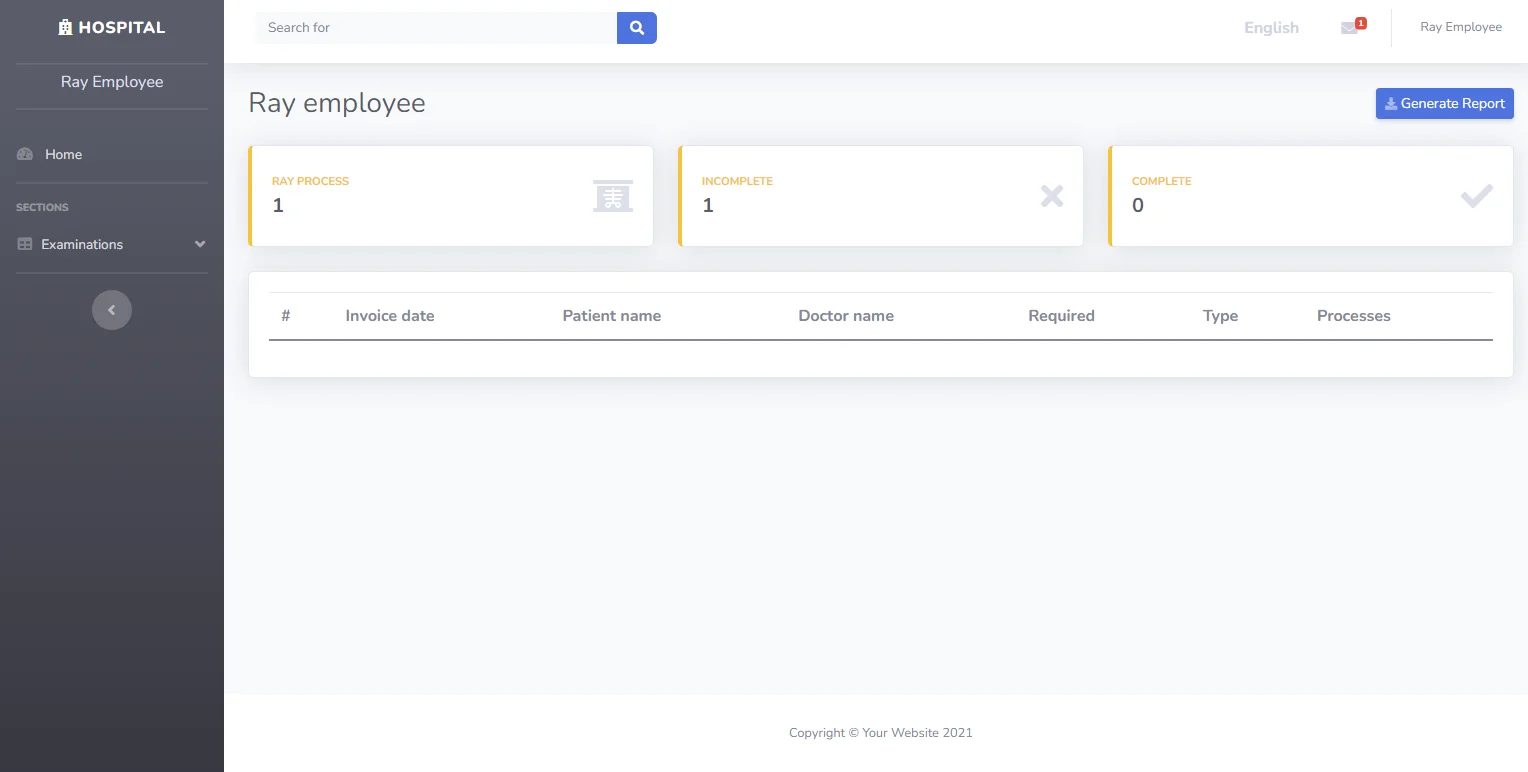 HOSPITAL
Search for
English
1
Ray Employee
Ray Employee
Ray employee
Generate Report
Home
RAY PROCESS
1
INCOMPLETE
1
COMPLETE
0
SECTIONS
Examinations
# Invoice date Patient name Doctor name Required Type Processes
Copyright © Your Website 2021